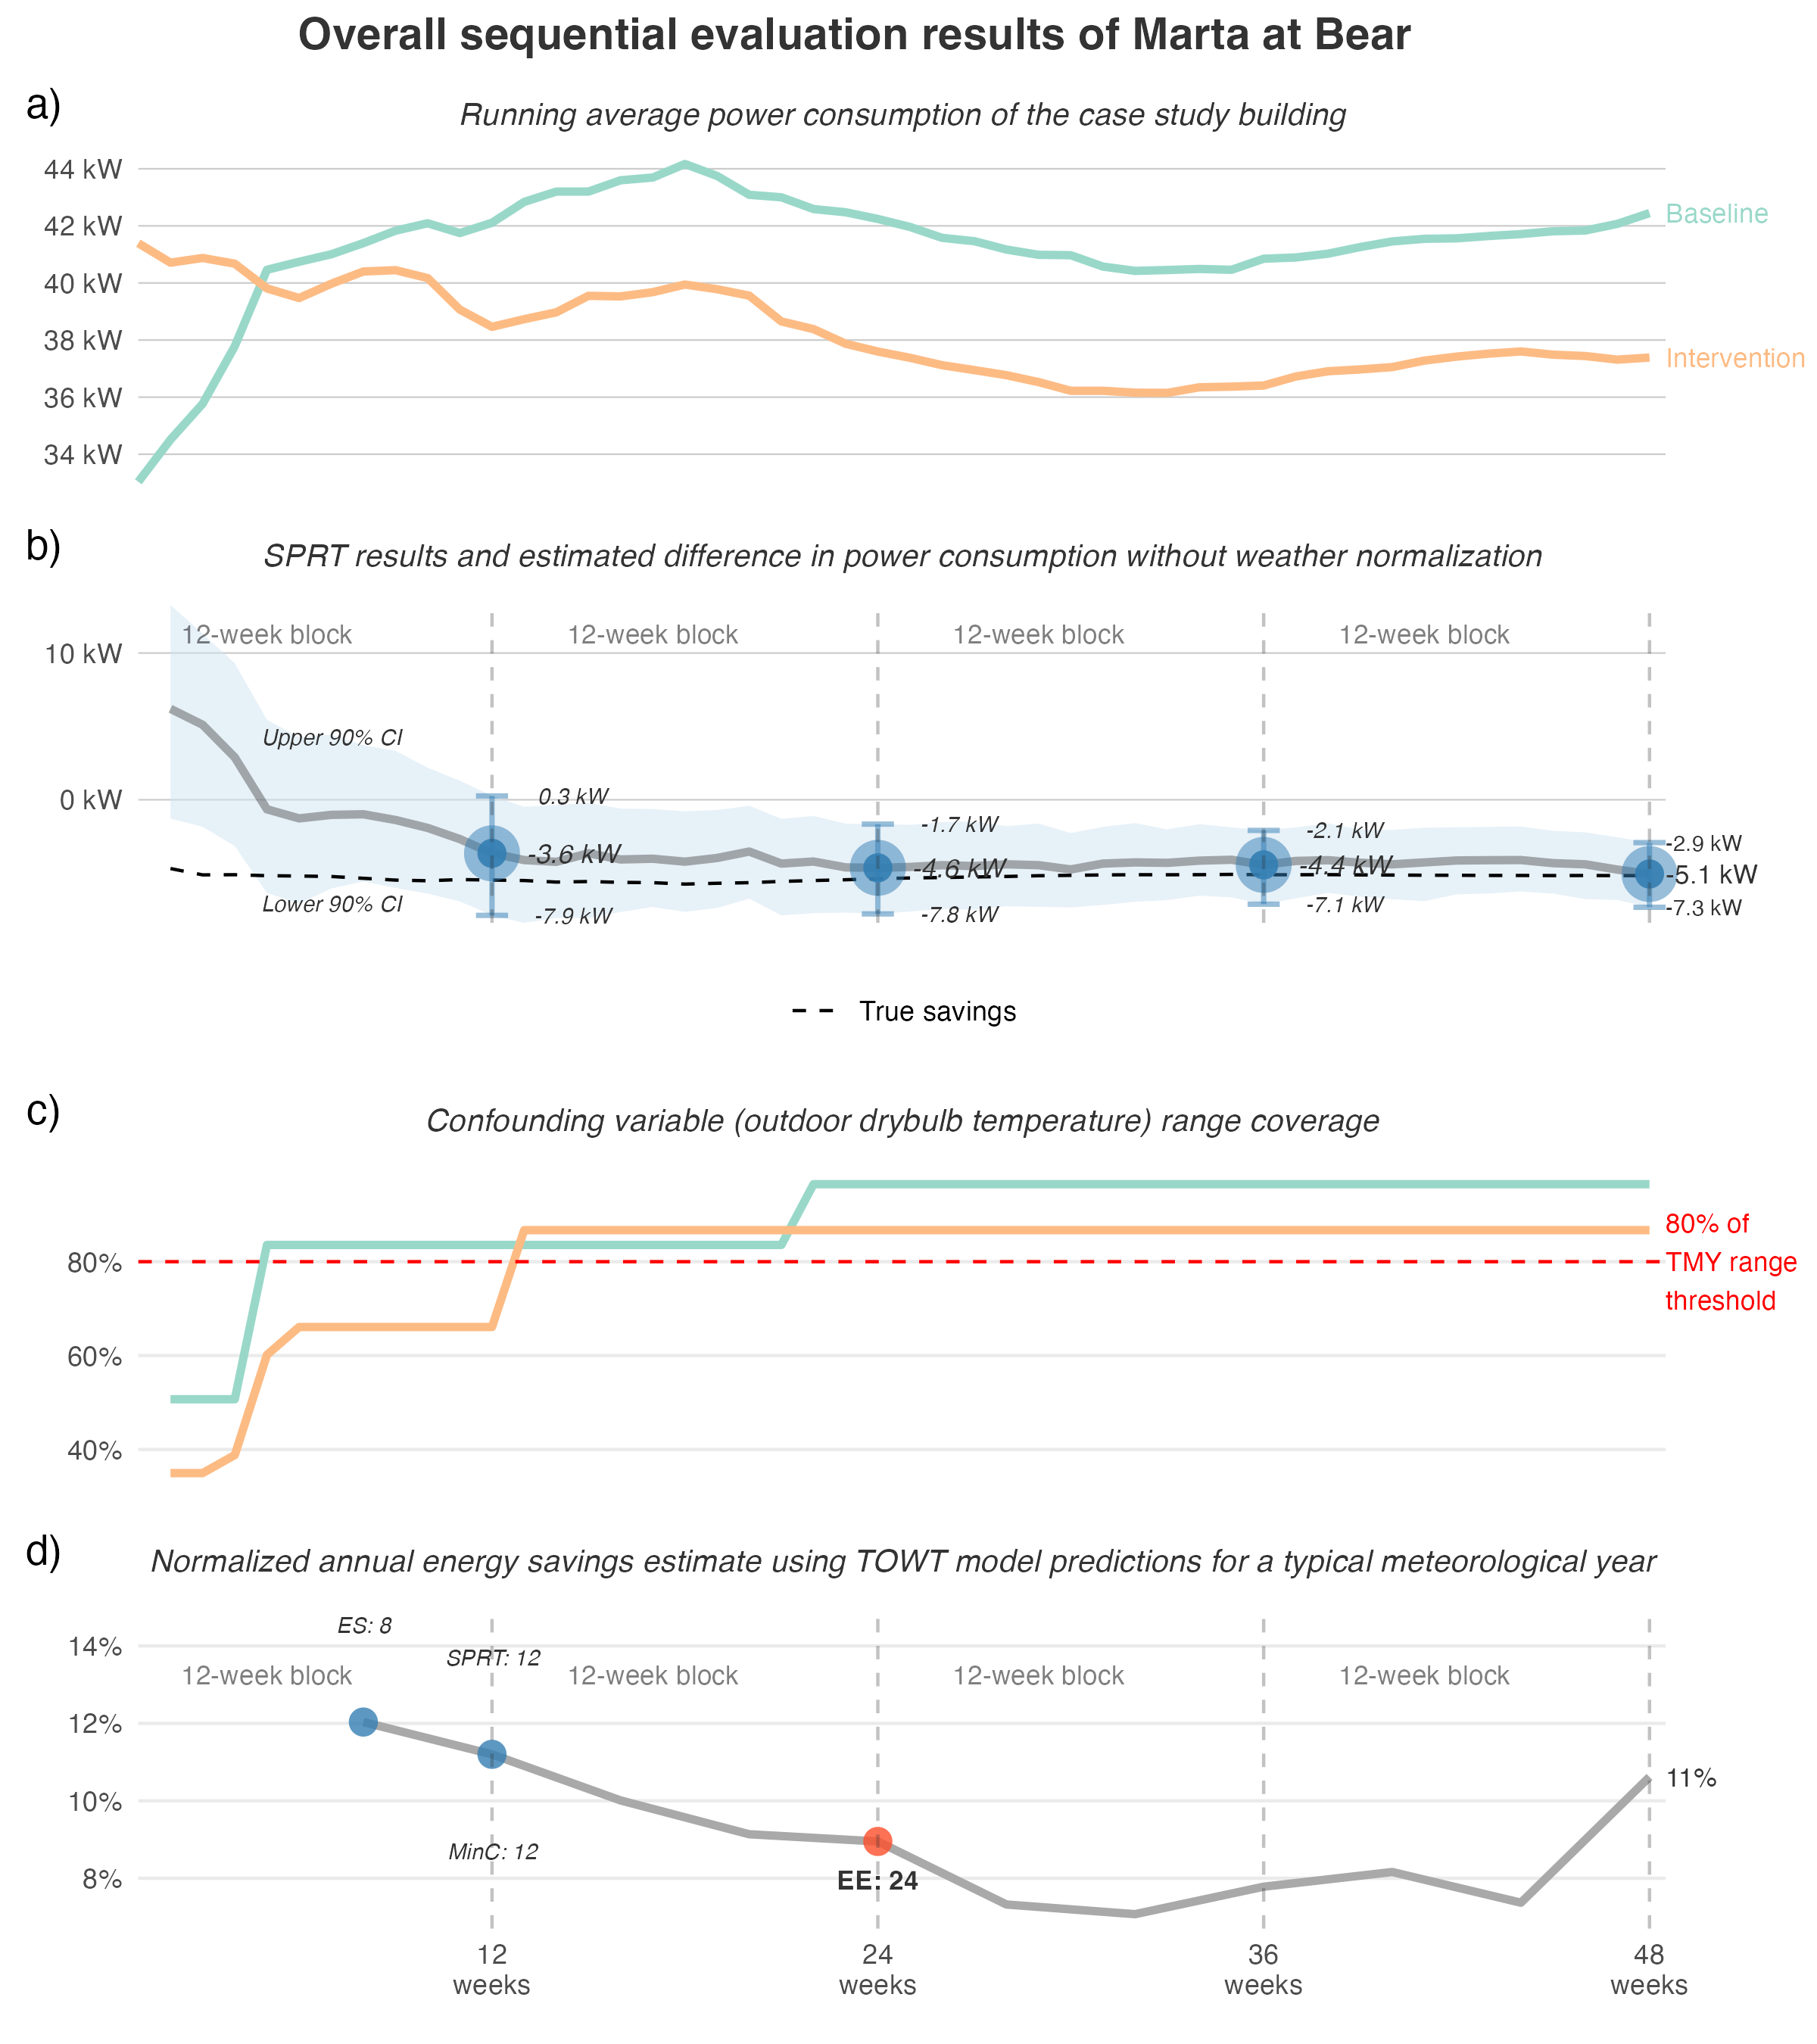 Overall sequential evaluation results of Marta at Bear
a)
Running average power consumption of the case study building
44 kW
42 kW
40 kW
38 kW
36 kW
34 kW
Baseline
Intervention
b)
SPRT results and estimated difference in power consumption without weather normalization
12-week block
12-week block
12-week block
12-week block
10 kW
0 kW
Upper 90% CI
Lower 90% CI
0.3 kW
-3.6 kW
-7.9 kW
-1.7 kW
-4.6 kW
-7.8 kW
-2.1 kW
-4.4 kW
-7.1 kW
-2.9 kW
-5.1 kW
-7.3 kW
True savings
c)
Confounding variable (outdoor drybulb temperature) range coverage
80%
60%
40%
80% of
TMY range
threshold
d)
Normalized annual energy savings estimate using TOWT model predictions for a typical meteorological year
14%
12%
10%
8%
ES: 8
SPRT: 12
12-week block
12-week block
12-week block
12-week block
MinC: 12
EE: 24
11%
12
weeks
24
weeks
36
weeks
48
weeks